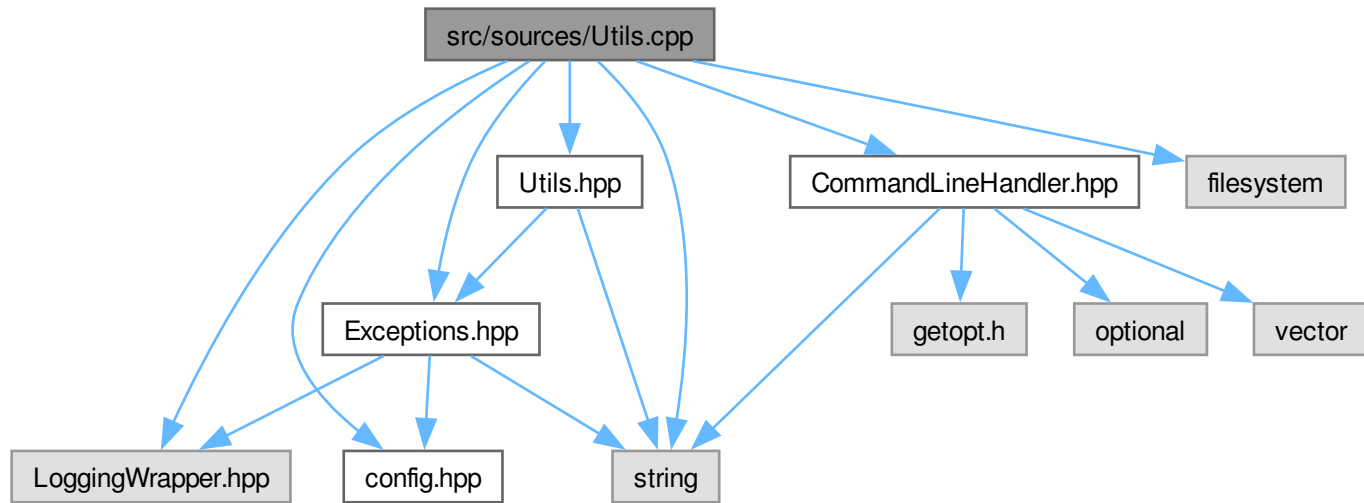 src/sources/Utils.cpp
Utils.hpp
CommandLineHandler.hpp
filesystem
Exceptions.hpp
getopt.h
optional
vector
LoggingWrapper.hpp
config.hpp
string